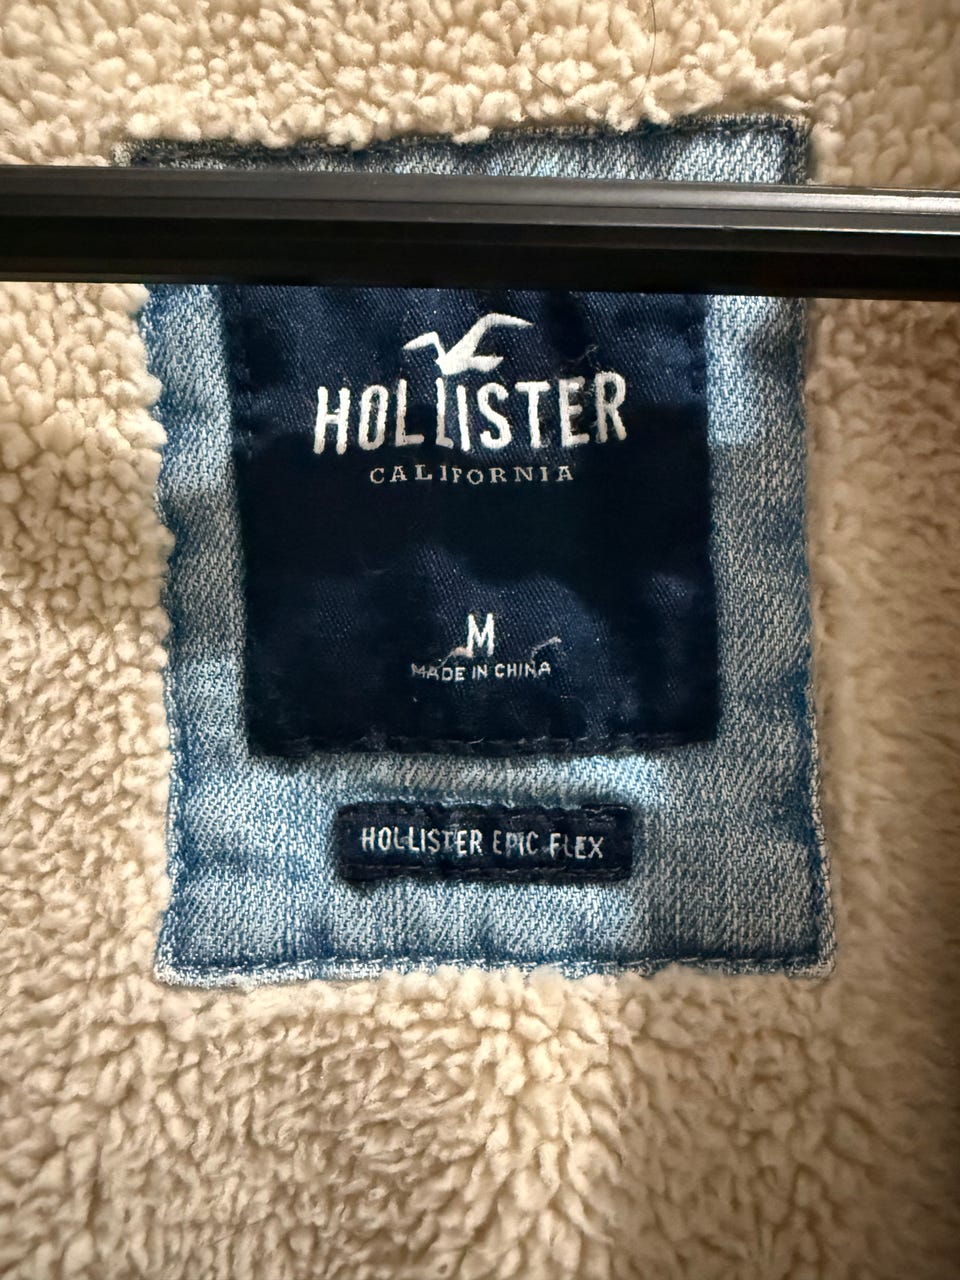 HOLLISTER
CALIFORNIA
M
MADE IN CHINA
HOLLISTER EPIC FLEX